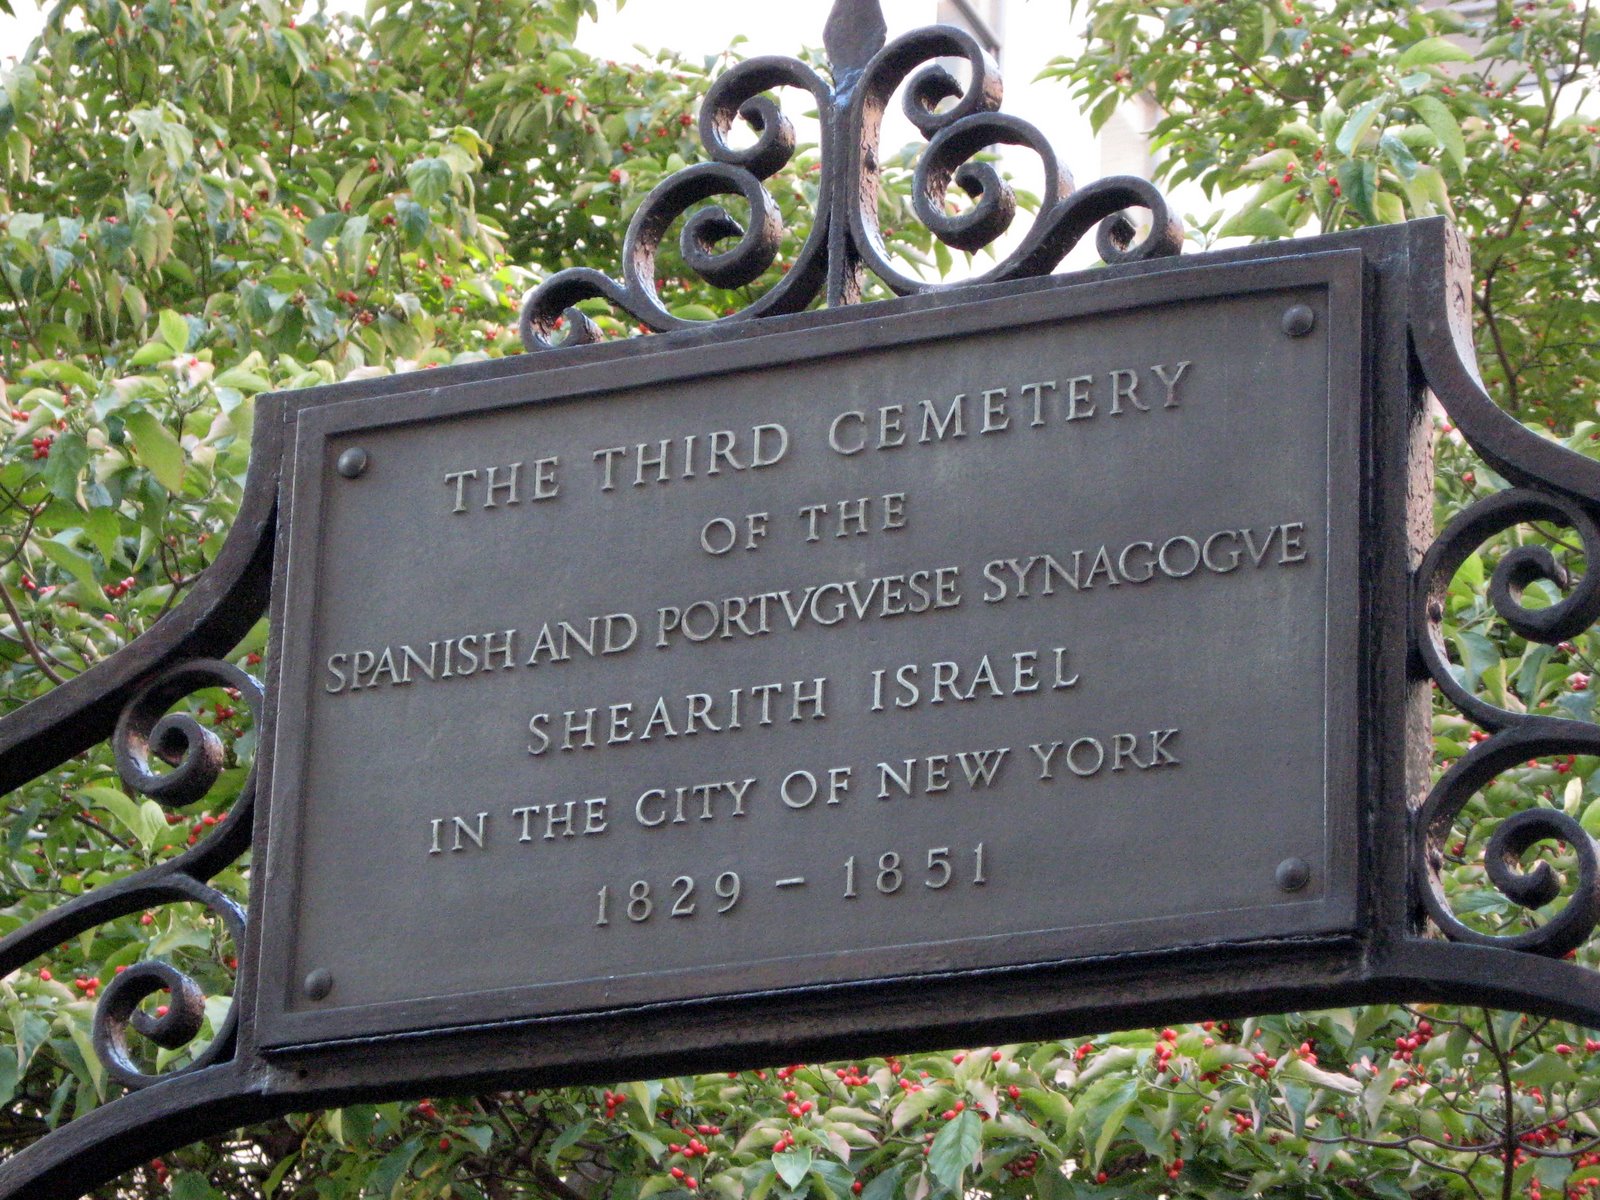 THE THIRD CEMETERY
OF THE
SPANISH AND PORTVGVESE SYNAGOGVE
SHEARITH ISRAEL
IN THE CITY OF NEW YORK
1829 – 1851